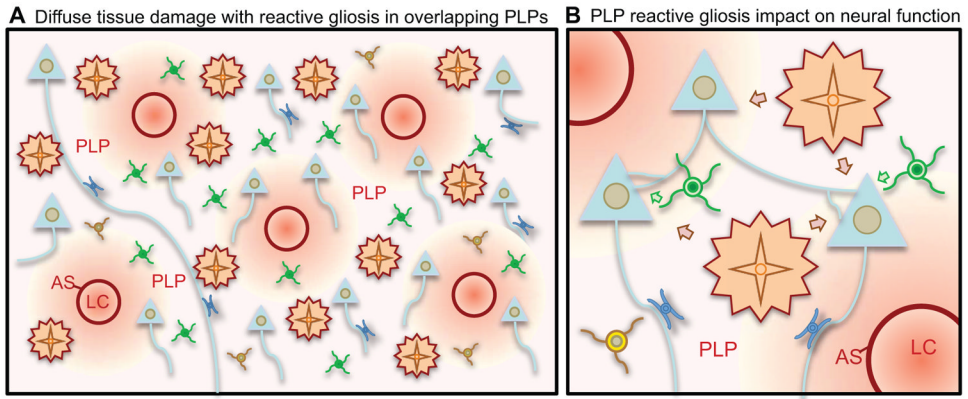 A Diffuse tissue damage with reactive gliosis in overlapping PLPs
PLP
PLP
PLP
AS
LC
B PLP reactive gliosis impact on neural function
PLP
AS
LC